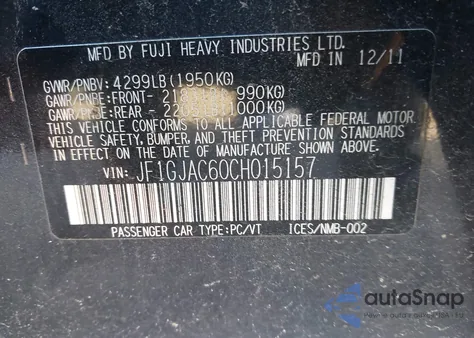 MFD BY FUJI HEAVY INDUSTRIES LTD.
12/11
GVWR/PNBV: 4299LB(1950KG)
GAWR/PNBE: FRONT- 990KG)
GAWR/PNBE: REAR - 1000KG)
THIS VEHICLE CONFORMS TO ALL APPLICABLE FEDERAL MOTOR
VEHICLE SAFETY, BUMPER, AND THEFT PREVENTION STANDARDS
IN EFFECT ON THE DATE OF MANUFACTURE SHOWN ABOVE.
VIN: JF1GJAC60CH015157
PASSENGER CAR TYPE:PC/VT ICES/NMB-002
autoSnap